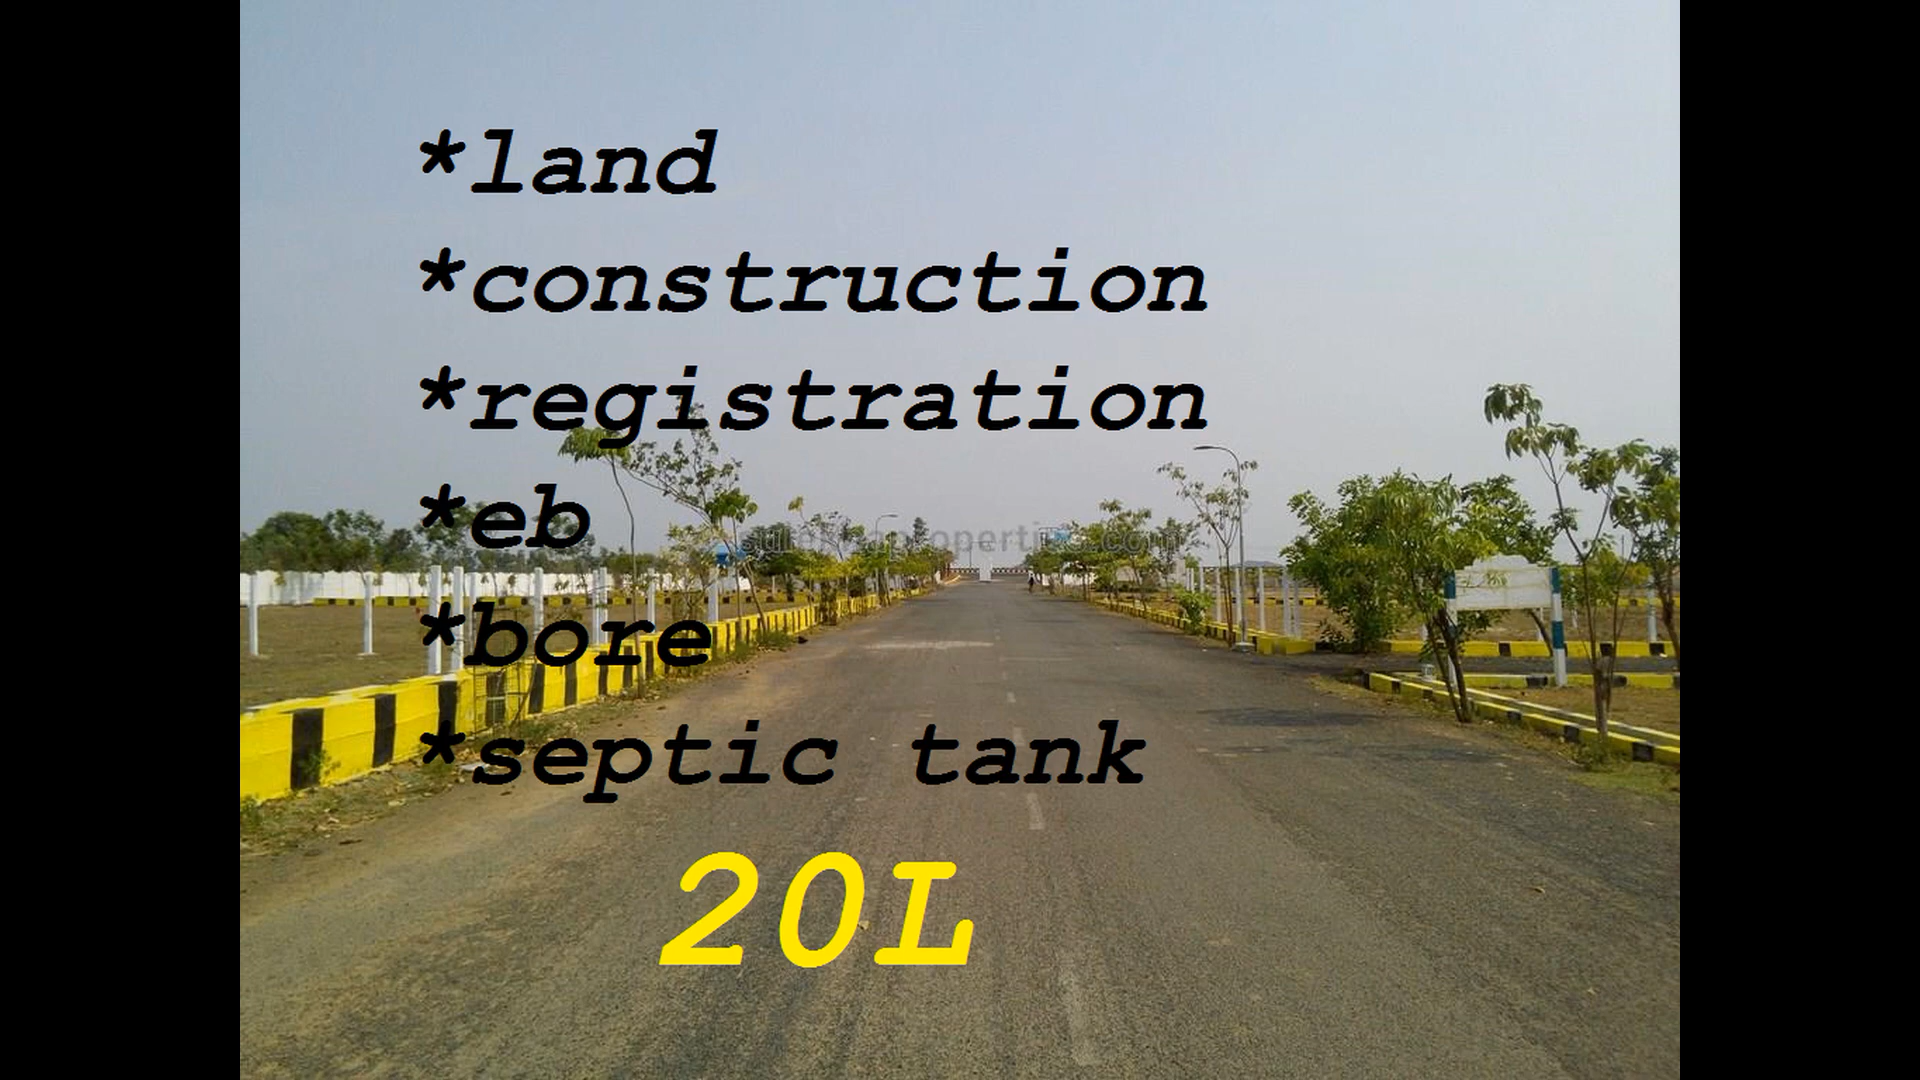 *land
*construction
*registration
*eb
*bore
*septic tank
20L